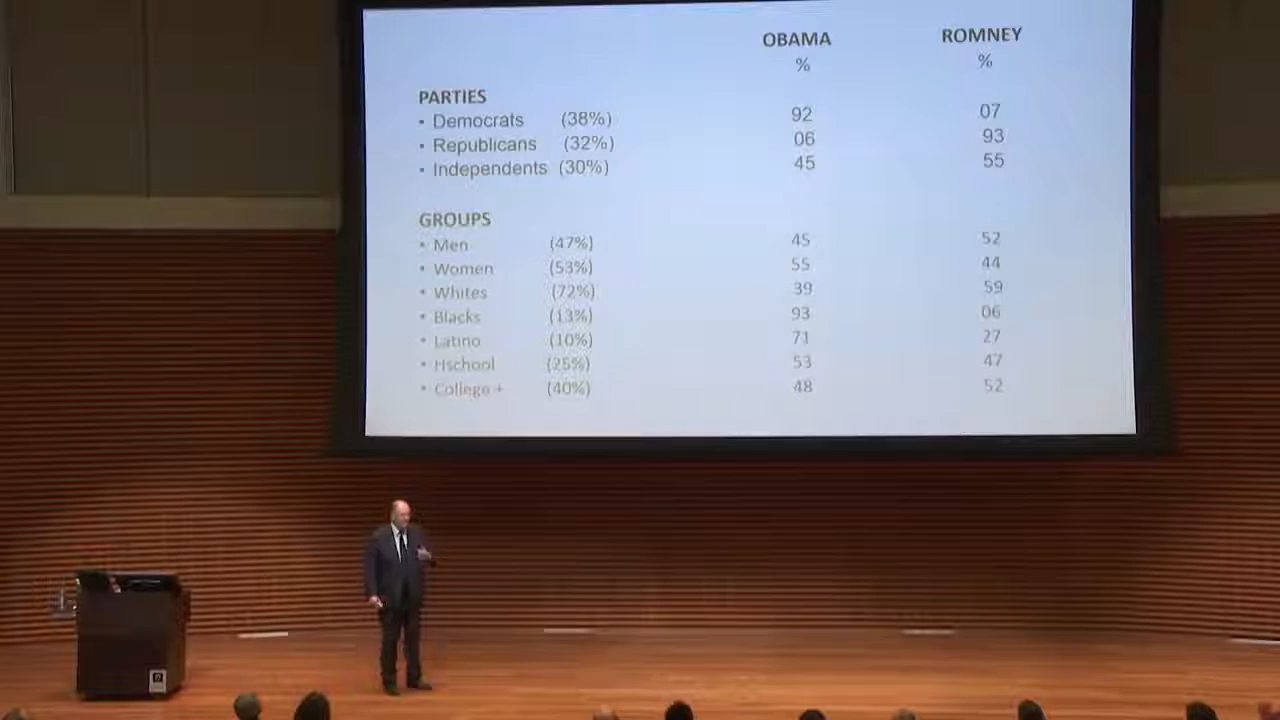 OBAMA ROMNEY
% %
PARTIES
• Democrats (38%) 92 07
• Republicans (32%) 06 93
• Independents (30%) 45 55
GROUPS
• Men (47%) 45 52
• Women (53%) 55 44
• Whites (72%) 39 59
• Blacks (13%) 93 06
• Latino (10%) 71 27
• Hschool (25%) 53 47
• College + (40%) 48 52